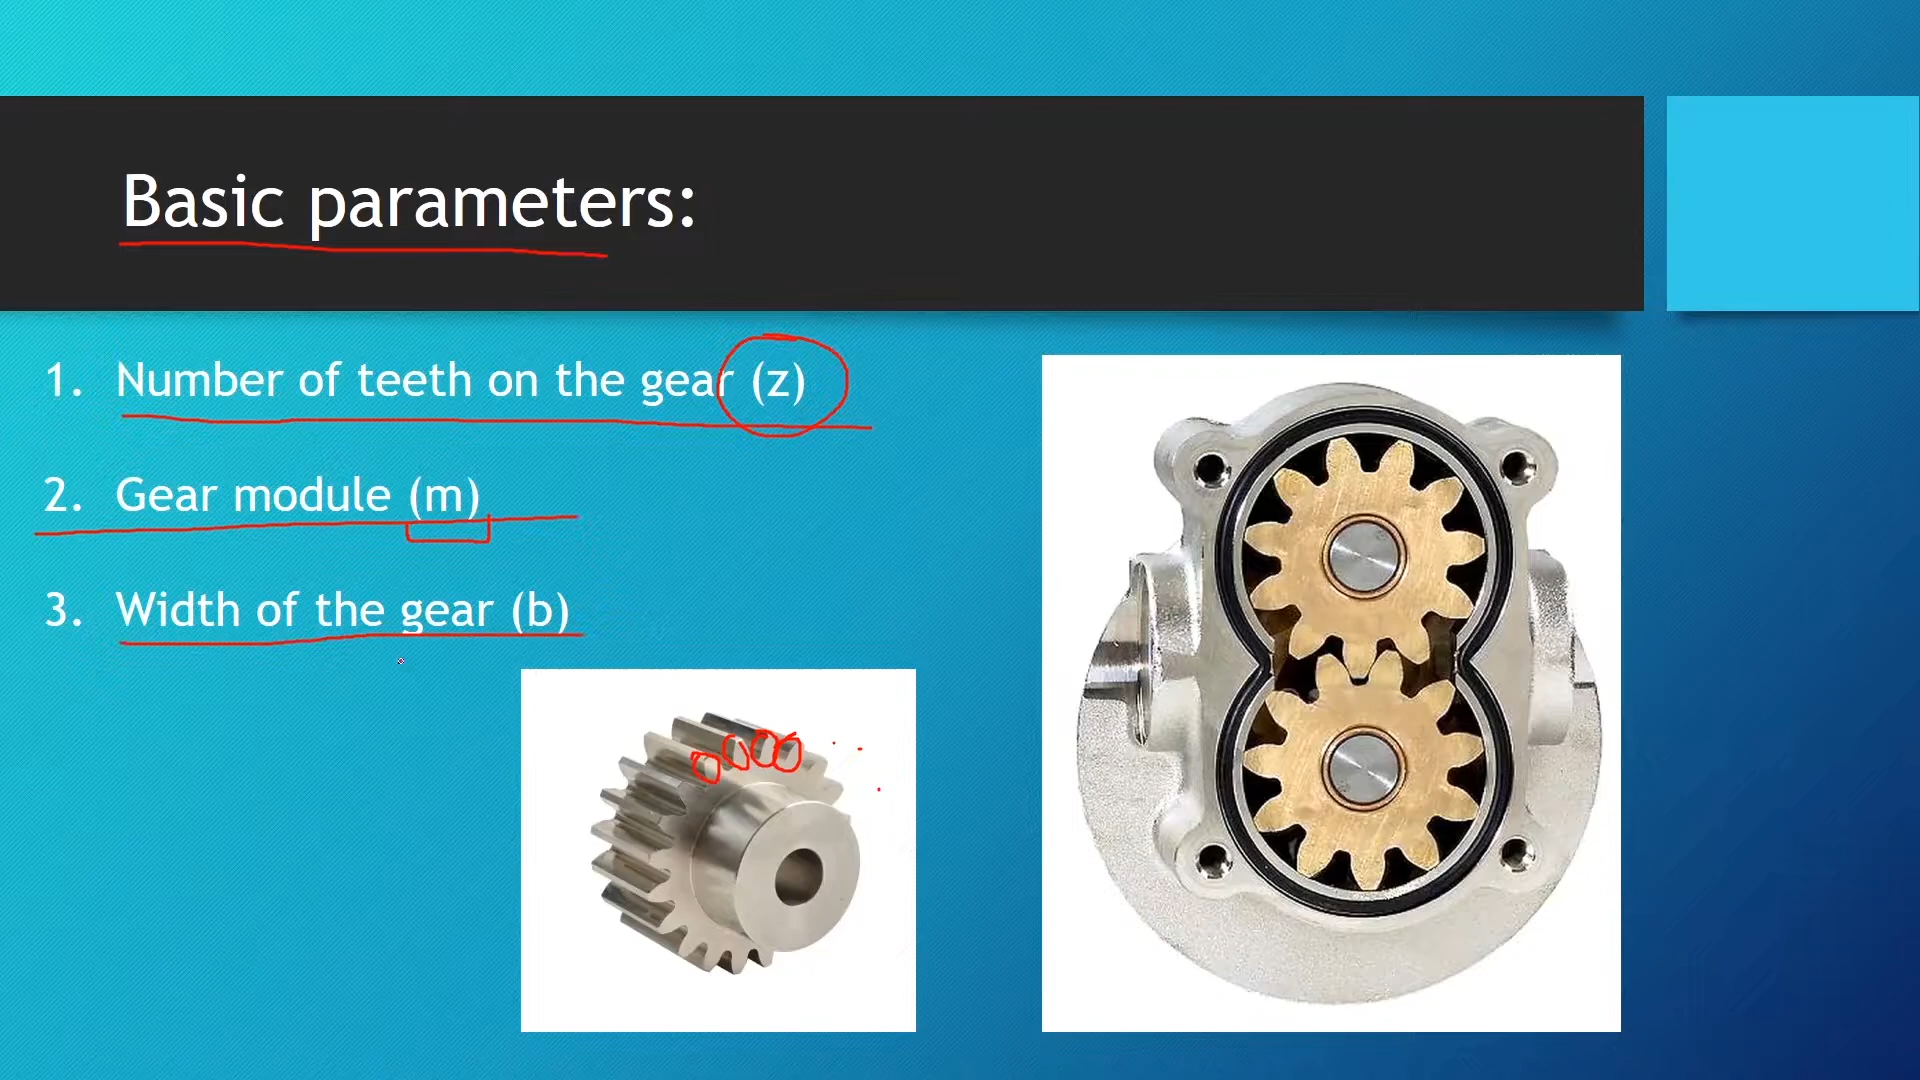 Basic parameters:
1. Number of teeth on the gear (z)
2. Gear module (m)
3. Width of the gear (b)